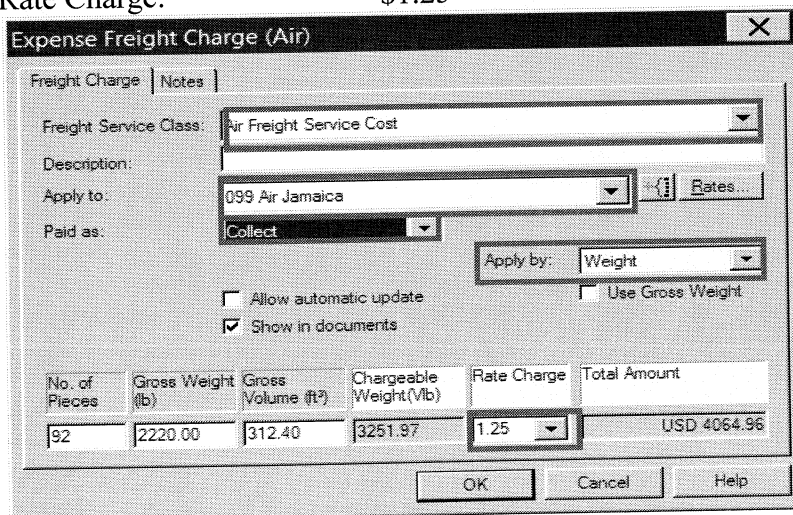 Rate Charge: $1.25
Expense Freight Charge (Air)
Freight Charge Notes
Freight Service Class: Air Freight Service Cost
Description:
Apply to: 099 Air Jamaica Rates...
Paid as: Collect
Apply by: Weight
Allow automatic update Use Gross Weight
Show in documents
No. of Gross Weight Gross Chargeable Rate Charge Total Amount
Pieces (lb) Volume (ft³) Weight(Vlb)
92 2220.00 312.40 3251.97 1.25 USD 4064.96
OK Cancel Help